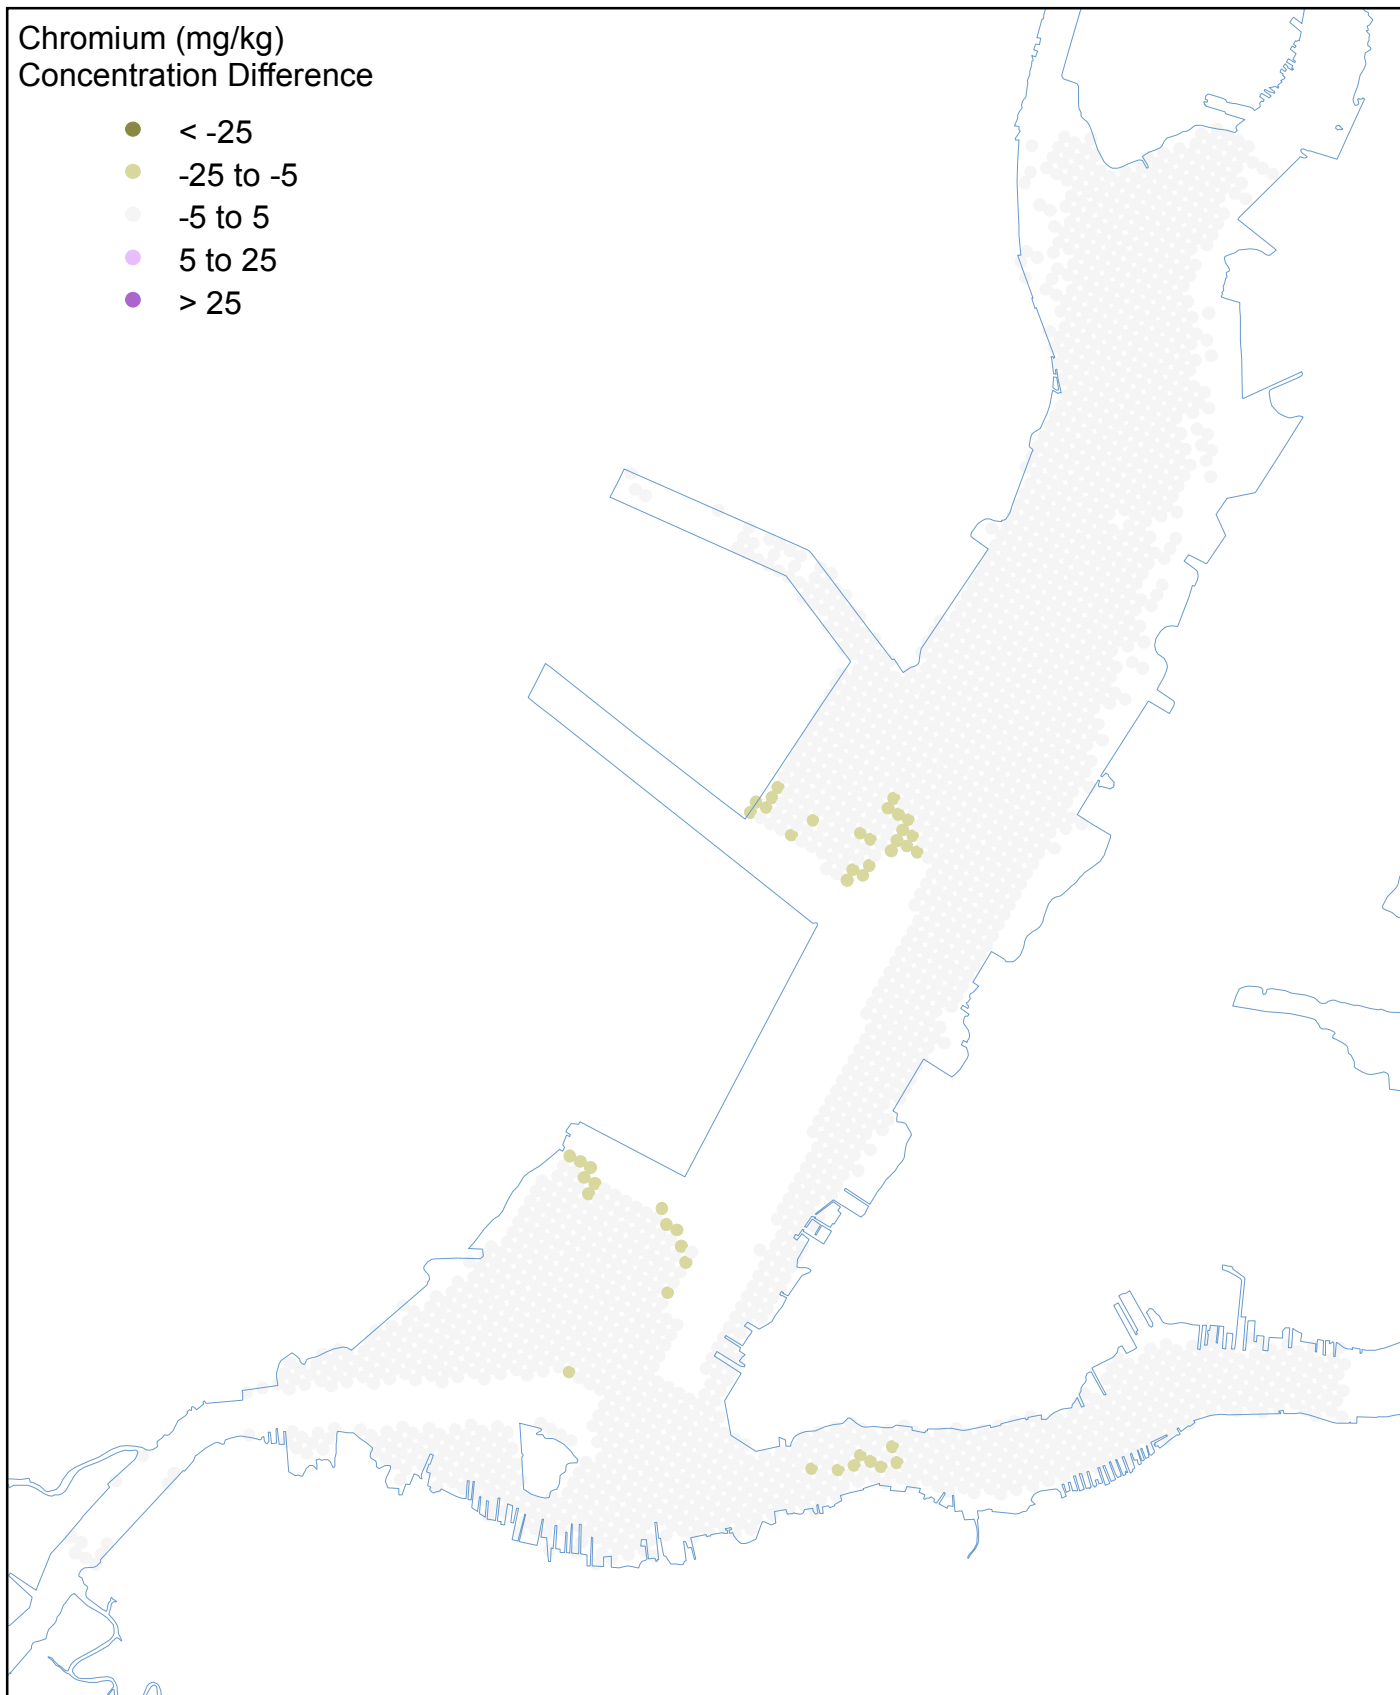 Chromium (mg/kg)
Concentration Difference
< -25
-25 to -5
-5 to 5
5 to 25
> 25